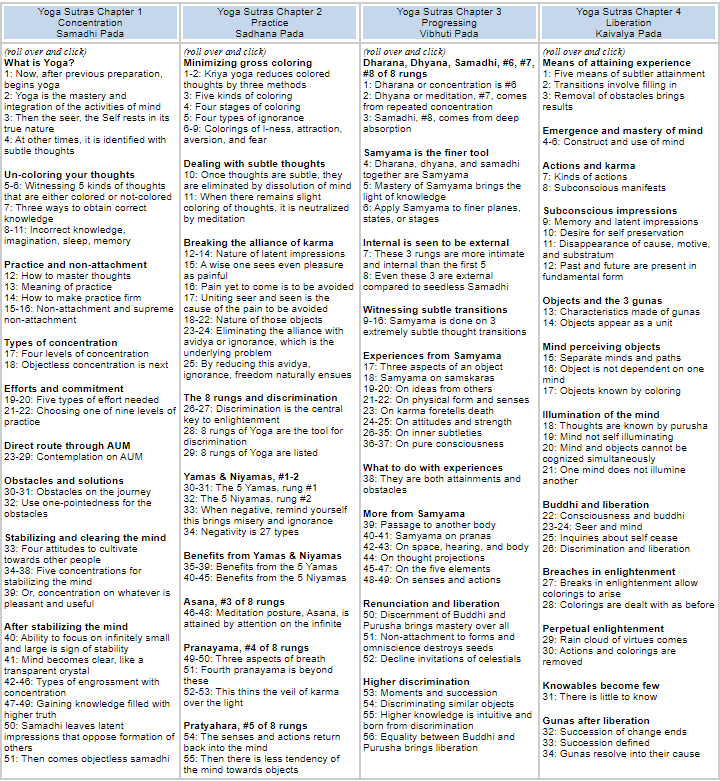 Yoga Sutras Chapter 1
Concentration
Samadhi Pada
(roll over and click)
What is Yoga?
1: Now, after previous preparation,
begins yoga
2: Yoga is the mastery and
integration of the activities of mind
3: Then the seer, the Self rests in its
true nature
4: At other times, it is identified with
subtle thoughts
Un-coloring your thoughts
5-6: Witnessing 5 kinds of thoughts
that are either colored or not-colored
7: Three ways to obtain correct
knowledge
8-11: Incorrect knowledge,
imagination, sleep, memory
Practice and non-attachment
12: How to master thoughts
13: Meaning of practice
14: How to make practice firm
15-16: Non-attachment and supreme
non-attachment
Types of concentration
17: Four levels of concentration
18: Objectless concentration is next
Efforts and commitment
19-20: Five types of effort needed
21-22: Choosing one of nine levels of
practice
Direct route through AUM
23-29: Contemplation on AUM
Obstacles and solutions
30-31: Obstacles on the journey
32: Use one-pointedness for the
obstacles
Stabilizing and clearing the mind
33: Four attitudes to cultivate
towards other people
34-38: Five concentrations for
stabilizing the mind
39: Or, concentration on whatever is
pleasant and useful
After stabilizing the mind
40: Ability to focus on infinitely small
and large is sign of stability
41: Mind becomes clear, like a
transparent crystal
42-46: Types of engrossment with
concentration
47-49: Gaining knowledge filled with
higher truth
50: Samadhi leaves latent
impressions that oppose formation of
others
51: Then comes objectless samadhi
Yoga Sutras Chapter 2
Practice
Sadhana Pada
(roll over and click)
Minimizing gross coloring
1-2: Kriya yoga reduces colored
thoughts by three methods
3: Five kinds of coloring
4: Four stages of coloring
5: Four types of ignorance
6-9: Colorings of I-ness, attraction,
aversion, and fear
Dealing with subtle thoughts
10: Once thoughts are subtle, they
are eliminated by dissolution of mind
11: When there remains slight
coloring of thoughts, it is neutralized
by meditation
Breaking the alliance of karma
12-14: Nature of latent impressions
15: A wise one sees even pleasure
as painful
16: Pain yet to come is to be avoided
17: Uniting seer and seen is the
cause of the pain to be avoided
18-22: Nature of those objects
23-24: Eliminating the alliance with
avidya or ignorance, which is the
underlying problem
25: By reducing this avidya,
ignorance, freedom naturally ensues
The 8 rungs and discrimination
26-27: Discrimination is the central
key to enlightenment
28: 8 rungs of Yoga are the tool for
discrimination
29: 8 rungs of Yoga are listed
Yamas & Niyamas, #1-2
30-31: The 5 Yamas, rung #1
32: The 5 Niyamas, rung #2
33: When negative, remind yourself
this brings misery and ignorance
34: Negativity is 27 types
Benefits from Yamas & Niyamas
35-39: Benefits from the 5 Yamas
40-45: Benefits from the 5 Niyamas
Asana, #3 of 8 rungs
46-48: Meditation posture, Asana, is
attained by attention on the infinite
Pranayama, #4 of 8 rungs
49-50: Three aspects of breath
51: Fourth pranayama is beyond
these
52-53: This thins the veil of karma
over the light
Pratyahara, #5 of 8 rungs
54: The senses and actions return
back into the mind
55: Then there is less tendency of
the mind towards objects
Yoga Sutras Chapter 3
Progressing
Vibhuti Pada
(roll over and click)
Dharana, Dhyana, Samadhi, #6, #7,
#8 of 8 rungs
1: Dharana or concentration is #6
2: Dhyana or meditation, #7, comes
from repeated concentration
3: Samadhi, #8, comes from deep
absorption
Samyama is the finer tool
4: Dharana, dhyana, and samadhi
together are Samyama
5: Mastery of Samyama brings the
light of knowledge
6: Apply Samyama to finer planes,
states, or stages
Internal is seen to be external
7: These 3 rungs are more intimate
and internal than the first 5
8: Even these 3 are external
compared to seedless Samadhi
Witnessing subtle transitions
9-16: Samyama is done on 3
extremely subtle thought transitions
Experiences from Samyama
17: Three aspects of an object
18: Samyama on samskaras
19-20: On ideas from others
21-22: On physical form and senses
23: On karma foretells death
24-25: On attitudes and strength
26-35: On inner subtleties
36-37: On pure consciousness
What to do with experiences
38: They are both attainments and
obstacles
More from Samyama
39: Passage to another body
40-41: Samyama on pranas
42-43: On space, hearing, and body
44: On thought projections
45-47: On the five elements
48-49: On senses and actions
Renunciation and liberation
50: Discernment of Buddhi and
Purusha brings mastery over all
51: Non-attachment to forms and
omniscience destroys seeds
52: Decline invitations of celestials
Higher discrimination
53: Moments and succession
54: Discriminating similar objects
55: Higher knowledge is intuitive and
born from discrimination
56: Equality between Buddhi and
Purusha brings liberation
Yoga Sutras Chapter 4
Liberation
Kaivalya Pada
(roll over and click)
Means of attaining experience
1: Five means of subtler attainment
2: Transitions involve filling in
3: Removal of obstacles brings
results
Emergence and mastery of mind
4-6: Construct and use of mind
Actions and karma
7: Kinds of actions
8: Subconscious manifests
Subconscious impressions
9: Memory and latent impressions
10: Desire for self preservation
11: Disappearance of cause, motive,
and substratum
12: Past and future are present in
fundamental form
Objects and the 3 gunas
13: Characteristics made of gunas
14: Objects appear as a unit
Mind perceiving objects
15: Separate minds and paths
16: Object is not dependent on one
mind
17: Objects known by coloring
Illumination of the mind
18: Thoughts are known by purusha
19: Mind not self illuminating
20: Mind and objects cannot be
cognized simultaneously
21: One mind does not illumine
another
Buddhi and liberation
22: Consciousness and buddhi
23-24: Seer and mind
25: Inquiries about self cease
26: Discrimination and liberation
Breaches in enlightenment
27: Breaks in enlightenment allow
colorings to arise
28: Colorings are dealt with as before
Perpetual enlightenment
29: Rain cloud of virtues comes
30: Actions and colorings are
removed
Knowables become few
31: There is little to know
Gunas after liberation
32: Succession of change ends
33: Succession defined
34: Gunas resolve into their cause